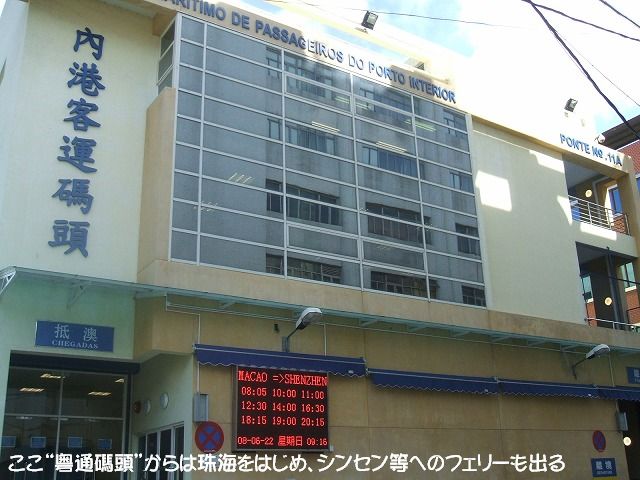 ARITIMO DE PASSAGEIROS DO PORTO INTERIOR
內港客運碼頭
PONTE NO.11A
抵澳
CHEGADAS
MACAO =>SHENZHEN
08:05 10:00 11:00
12:30 14:00 16:30
18:15 19:00 20:15
08-06-22 星期日 09:16
離境
ここ“粤通碼頭”からは珠海をはじめ、シンセン等へのフェリーも出る